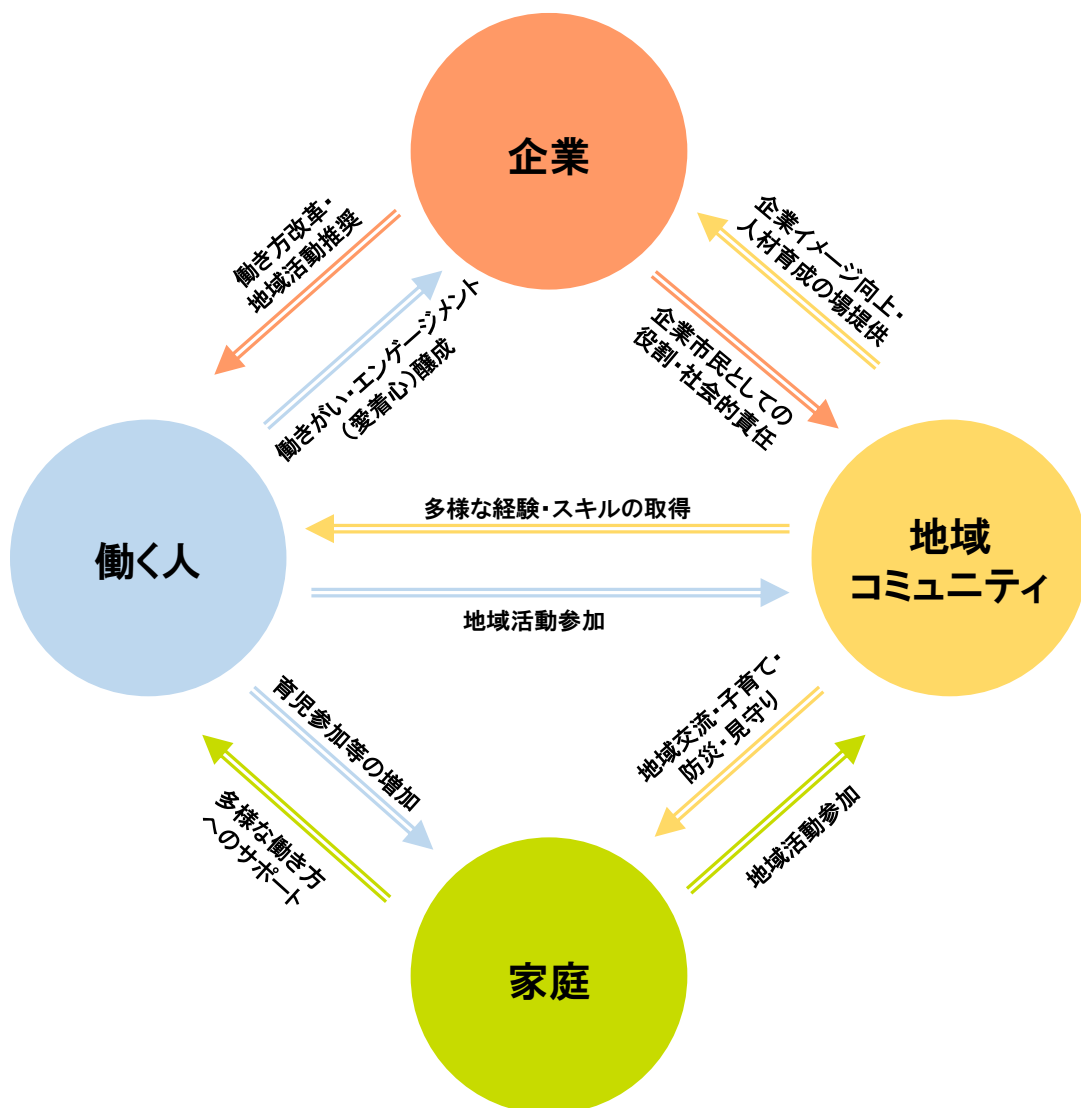 企業
働き方改革・
地域活動推奨
働きがい・エンゲージメント
（愛着心）醸成
企業イメージ向上・
人材育成の場提供
企業市民としての
役割・社会的責任
働く人
多様な経験・スキルの取得
地域活動参加
地域
コミュニティ
育児参加等の増加
多様な働き方
へのサポート
地域交流・子育て・
防災・見守り
地域活動参加
家庭